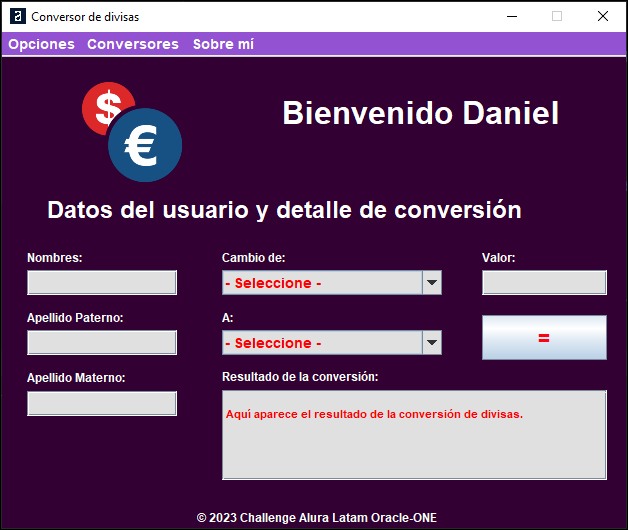 Conversor de divisas
Opciones Conversores Sobre mí
$
€
Bienvenido Daniel
Datos del usuario y detalle de conversión
Nombres:
Cambio de:
Valor:
- Seleccione -
Apellido Paterno:
A:
- Seleccione -
=
Apellido Materno:
Resultado de la conversión:
Aquí aparece el resultado de la conversión de divisas.
© 2023 Challenge Alura Latam Oracle-ONE